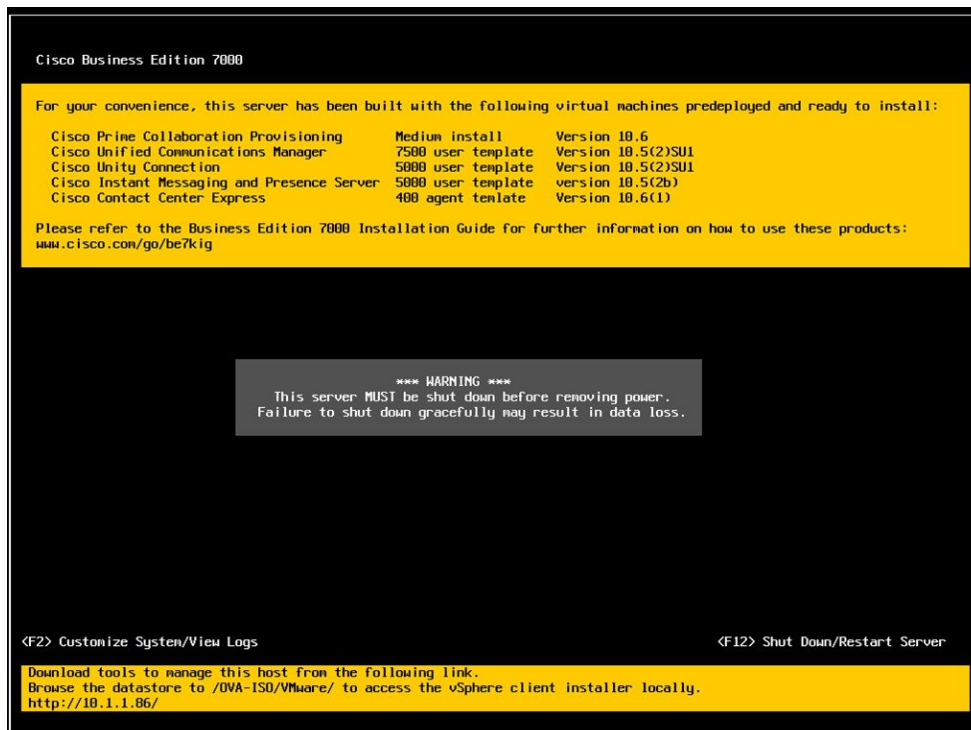 Cisco Business Edition 7000
For your convenience, this server has been built with the following virtual machines predeployed and ready to install:
Cisco Prime Collaboration Provisioning Medium install Version 10.6
Cisco Unified Communications Manager 7500 user template Version 10.5(2)SU1
Cisco Unity Connection 5000 user template Version 10.5(2)SU1
Cisco Instant Messaging and Presence Server 5000 user template version 10.5(2b)
Cisco Contact Center Express 400 agent temlate Version 10.6(1)
Please refer to the Business Edition 7000 Installation Guide for further information on how to use these products:
www.cisco.com/go/be7kig
*** WARNING ***
This server MUST be shut down before removing power.
Failure to shut down gracefully may result in data loss.
<F2> Customize System/View Logs <F12> Shut Down/Restart Server
Download tools to manage this host from the following link.
Browse the datastore to /OVA-ISO/VMware/ to access the vSphere client installer locally.
http://10.1.1.86/